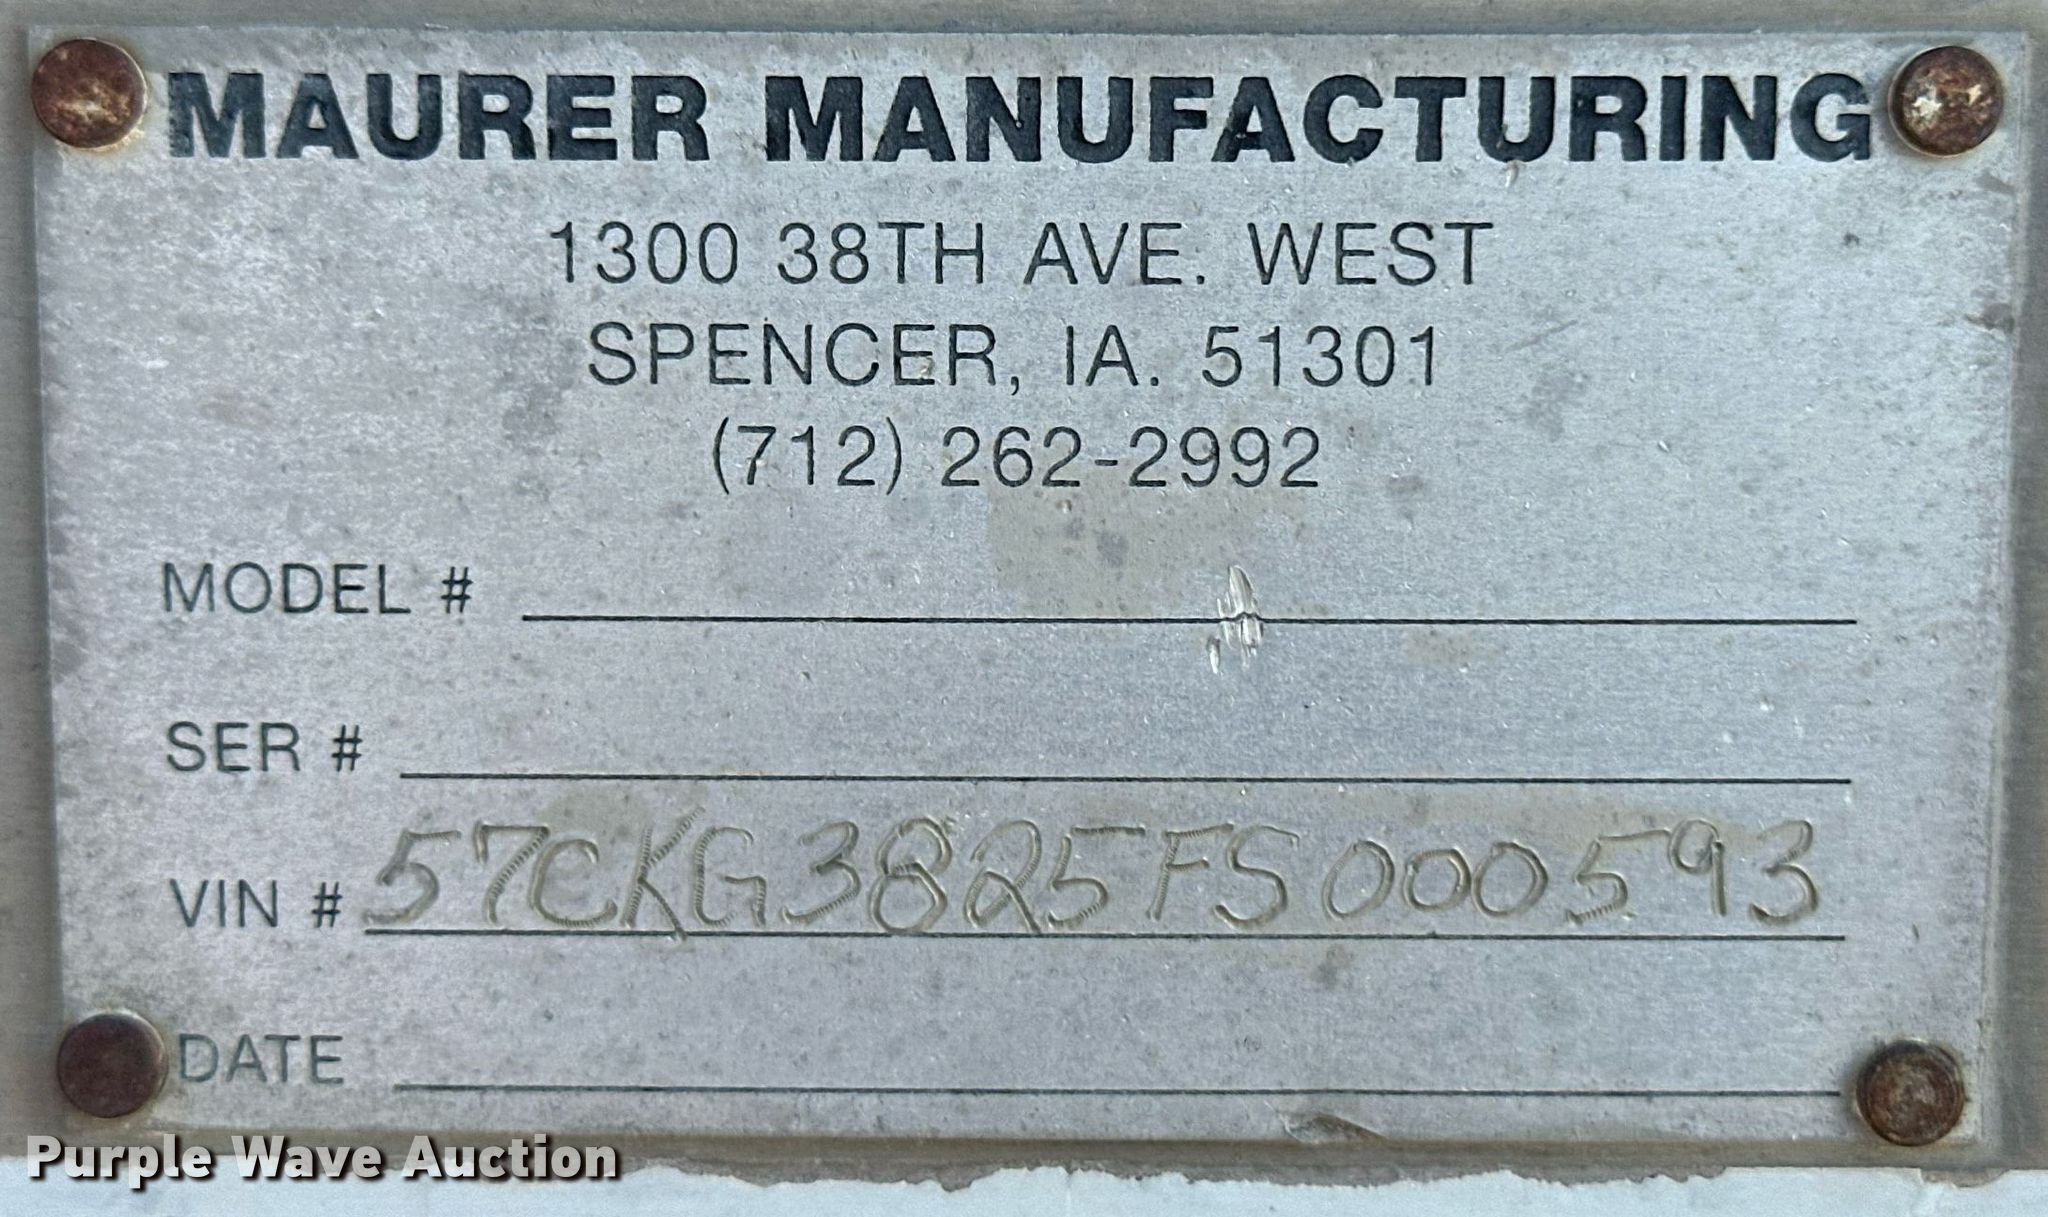 MAURER MANUFACTURING
1300 38TH AVE. WEST
SPENCER, IA. 51301
(712) 262-2992
MODEL #
SER #
VIN # 57CKG3825FS000593
DATE
Purple Wave Auction